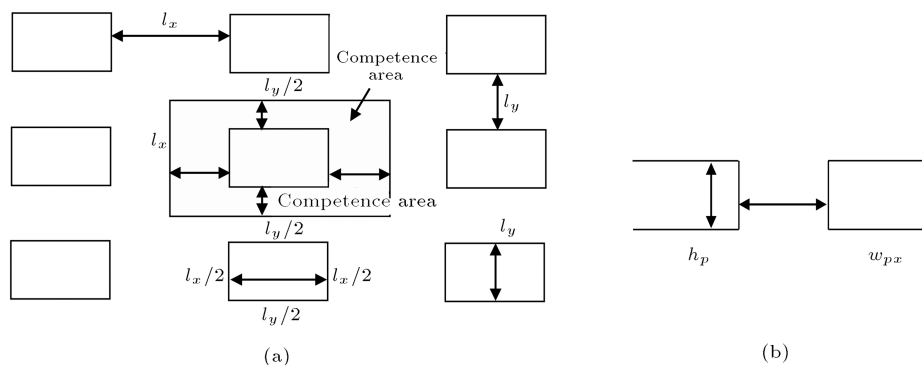 l_x
Competence
area
l_y/2
l_y
l_x
Competence area
l_y/2
l_y
l_x/2
l_x/2
l_y/2
h_p
w_px
(a)
(b)